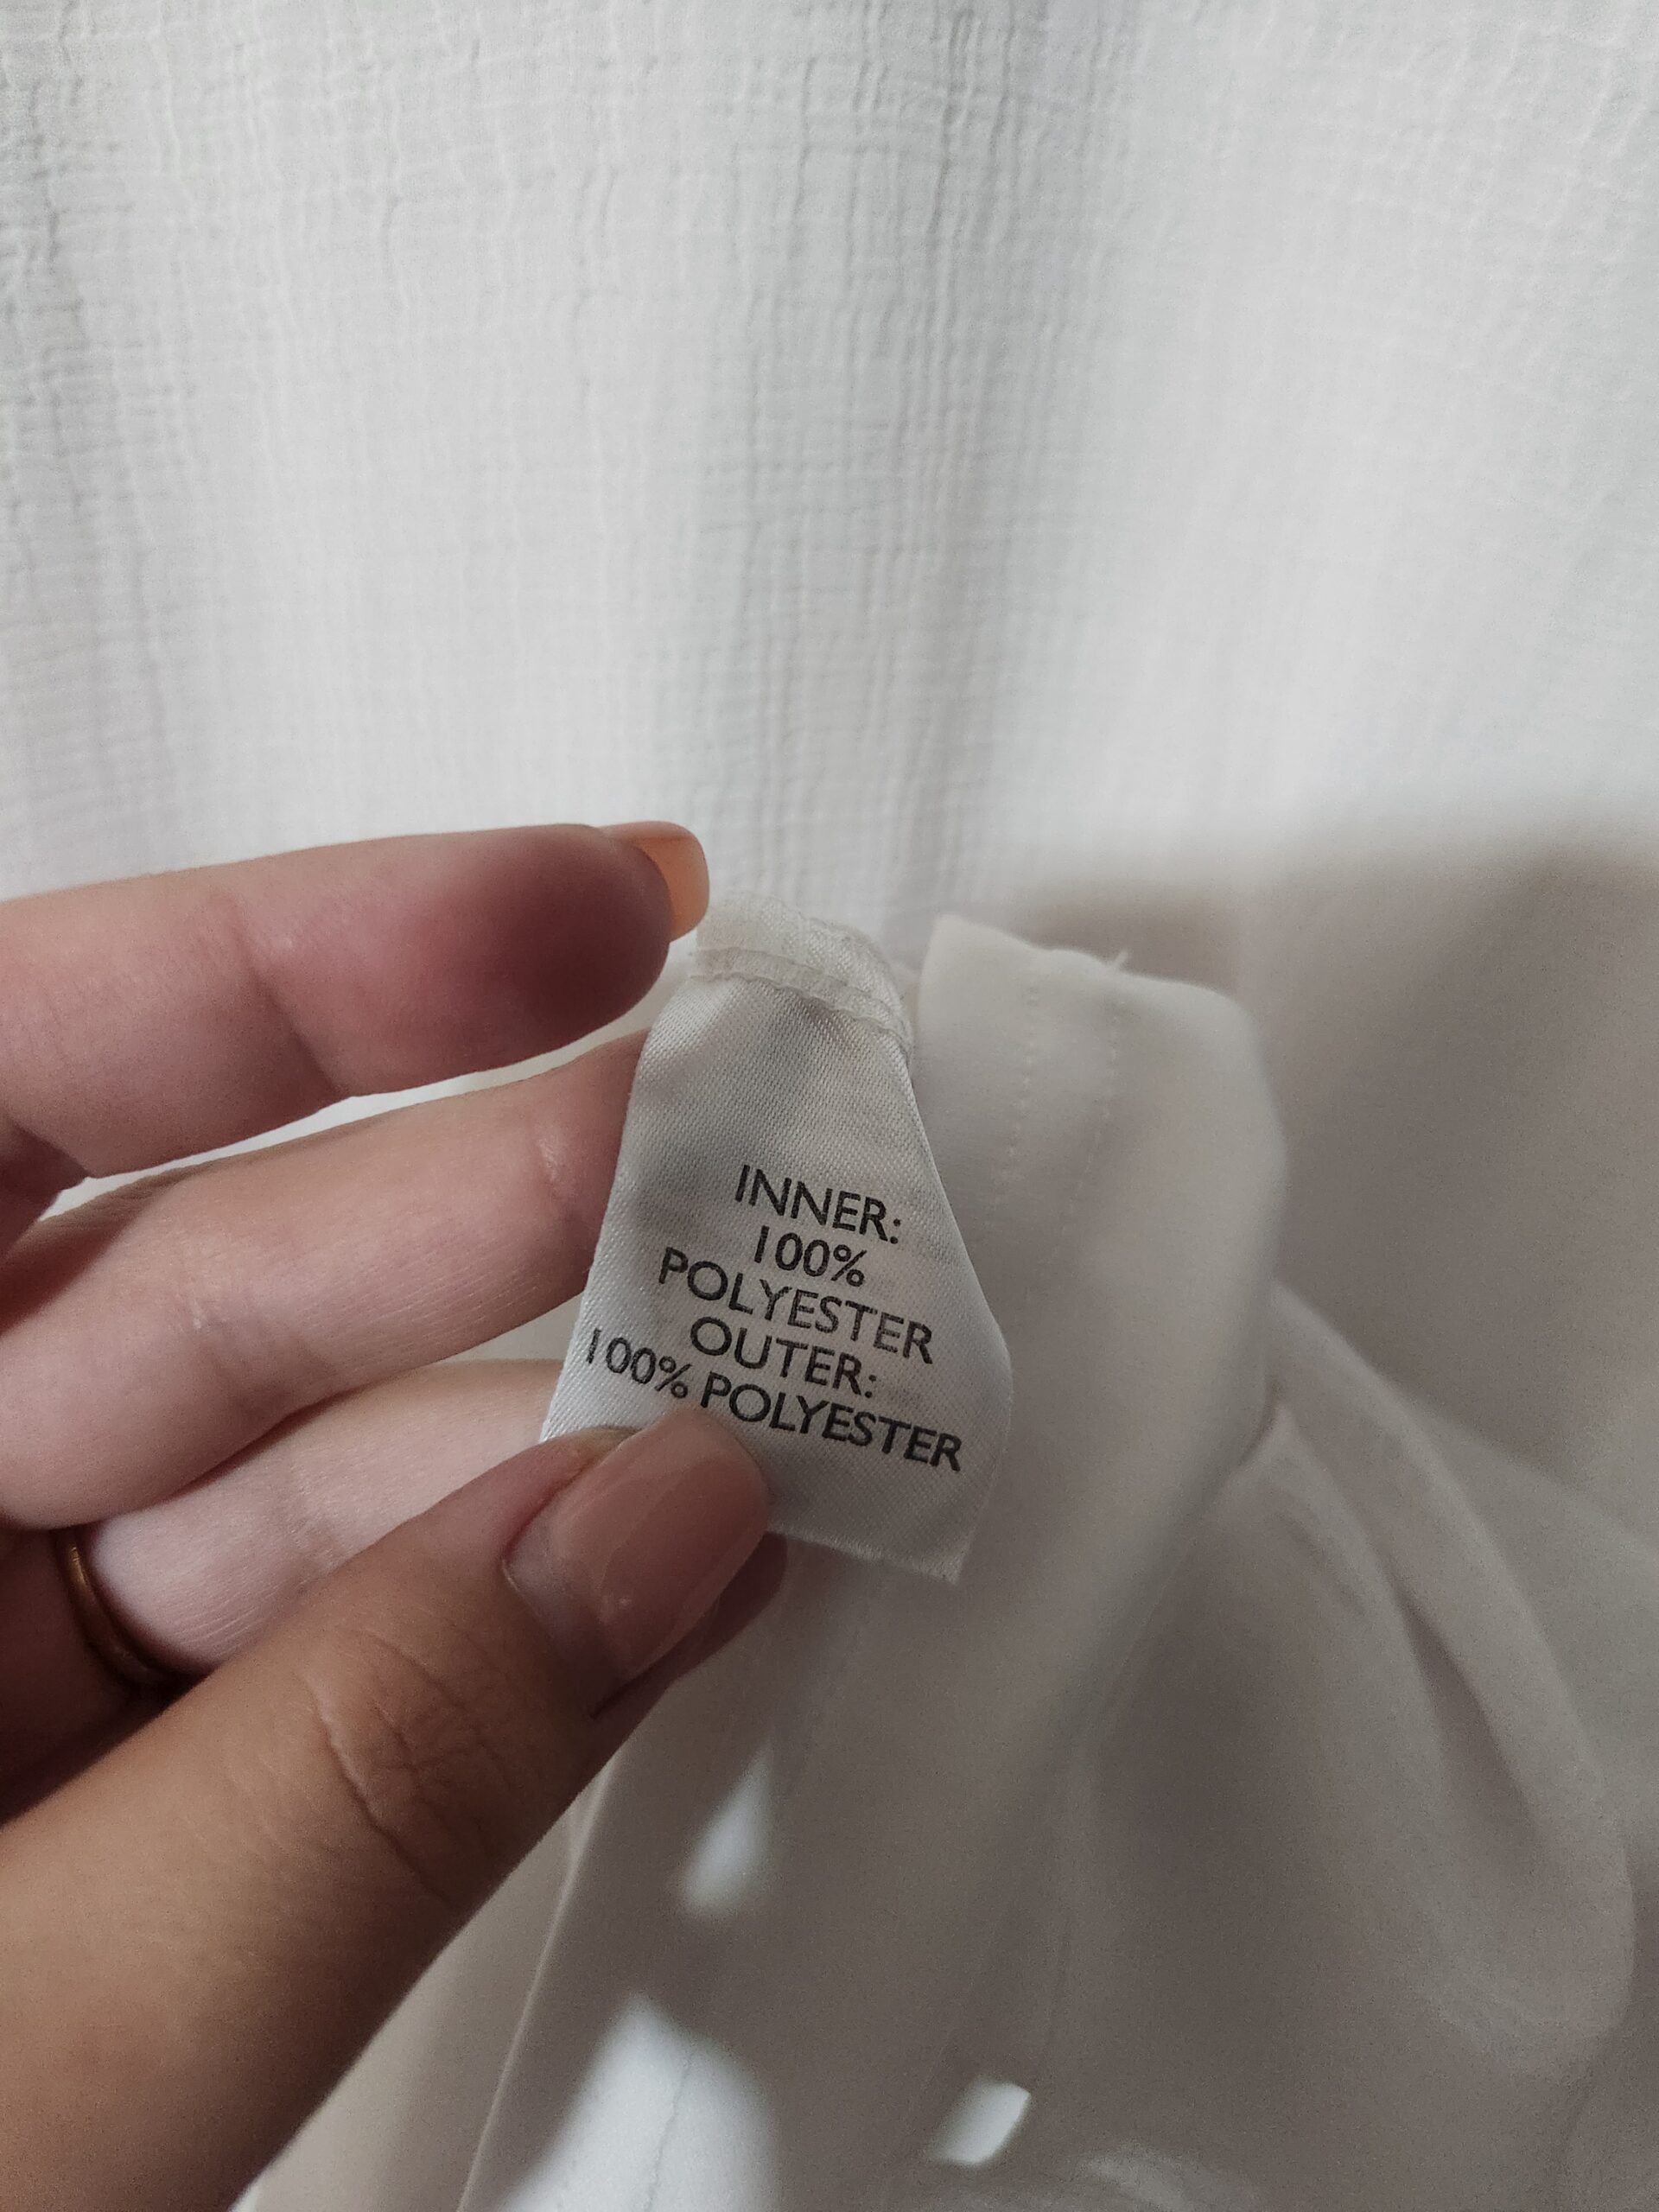 INNER:
100%
POLYESTER
OUTER:
100% POLYESTER